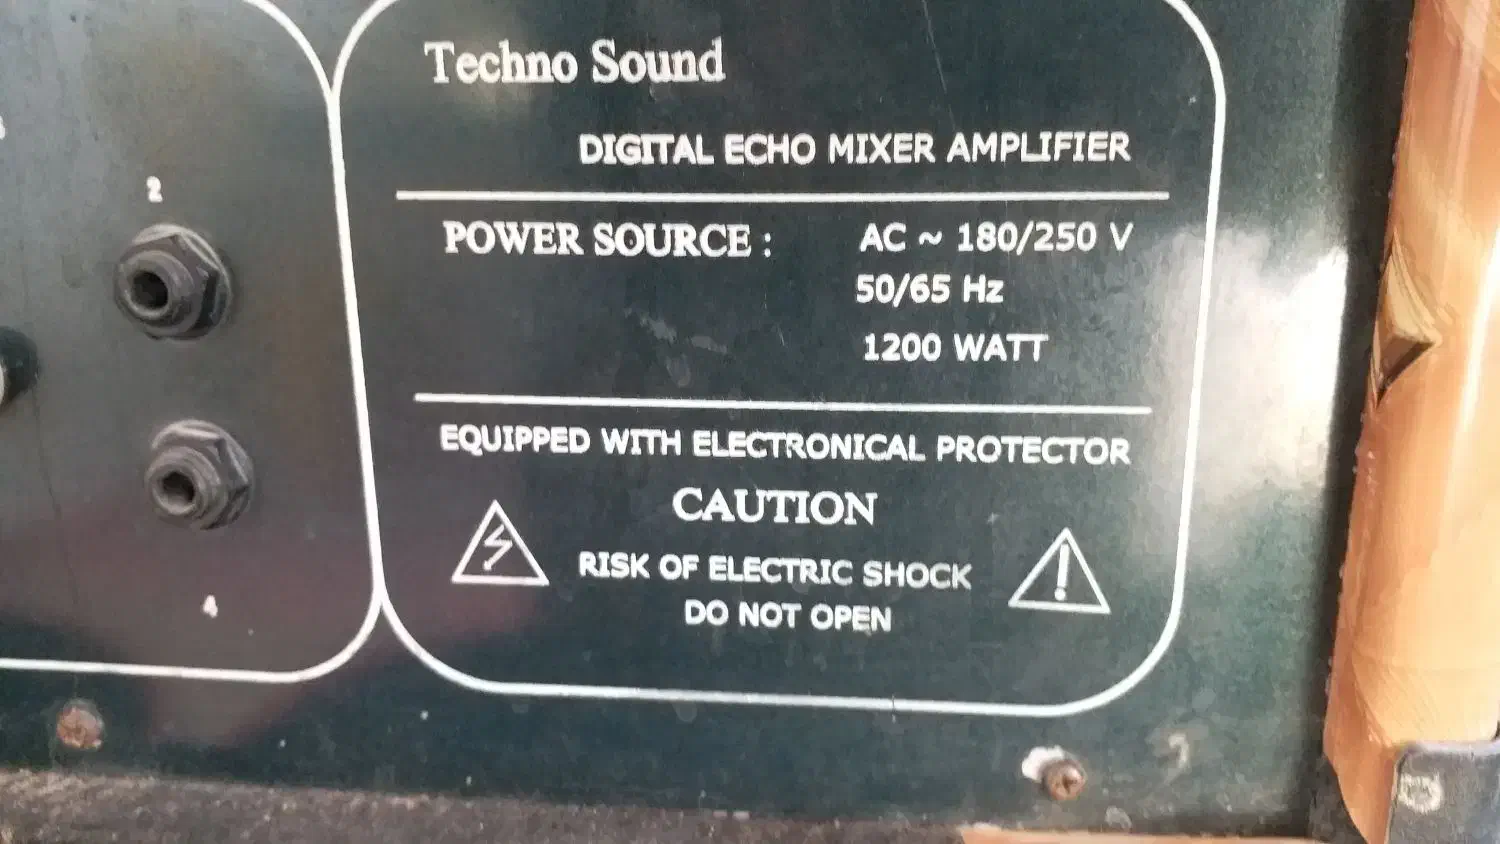 Techno Sound
DIGITAL ECHO MIXER AMPLIFIER
2
POWER SOURCE : AC ~ 180/250 V
50/65 Hz
1200 WATT
EQUIPPED WITH ELECTRONICAL PROTECTOR
CAUTION
RISK OF ELECTRIC SHOCK
DO NOT OPEN
4